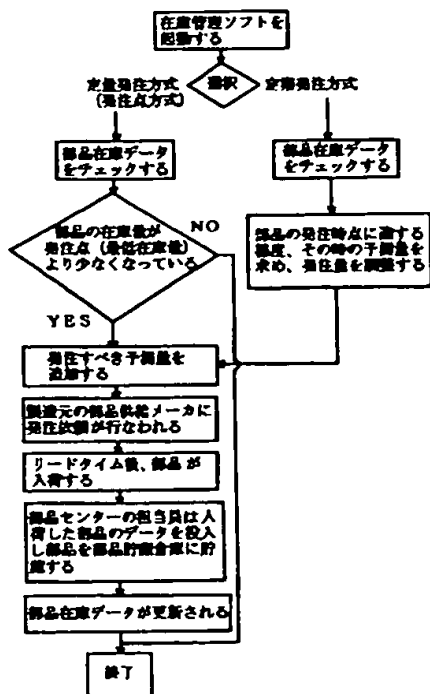 在庫管理ソフトを
起動する
選択
定量発注方式
(発注点方式)
定期発注方式
部品在庫データ
をチェックする
部品在庫データ
をチェックする
部品の在庫量が
発注点(最低在庫量)
より少なくなっている
NO
YES
部品の発注時点に達する
都度、その時の予測量を
求め、発注量を調整する
発注すべき予測量を
追加する
製造元の部品供給メーカに
発注依頼が行なわれる
リードタイム後、部品が
入荷する
部品センターの担当員は入
荷した部品のデータを投入
し部品を部品貯蔵倉庫に貯
蔵する
部品在庫データが更新される
終了